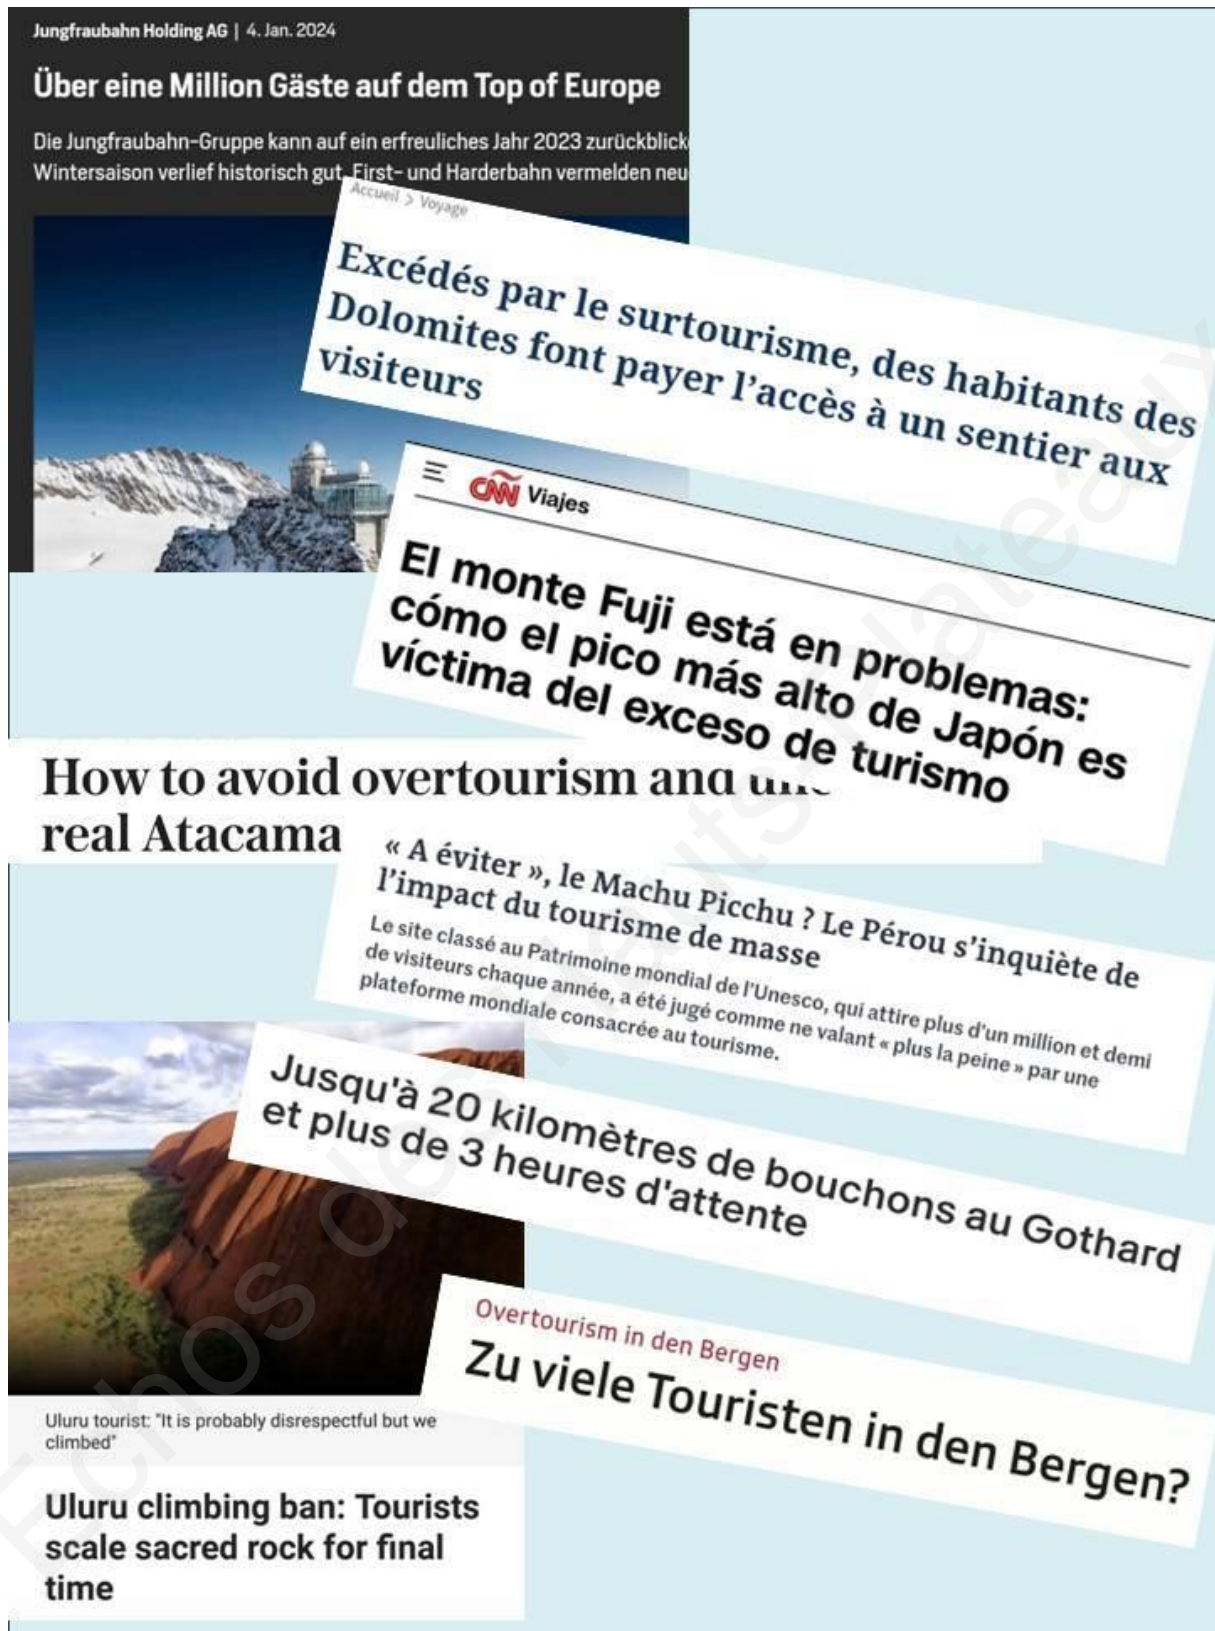 Jungfraubahn Holding AG | 4. Jan. 2024
Über eine Million Gäste auf dem Top of Europe
Die Jungfraubahn-Gruppe kann auf ein erfreuliches Jahr 2023
Wintersaison verlief historisch gut. First- und Harderbahn vermelden
Accueil > Voyage
Excédés par le surtourisme, des habitants des
Dolomites font payer l'accès à un sentier aux
visiteurs
CNN Viajes
El monte Fuji está en problemas:
cómo el pico más alto de Japón es
víctima del exceso de turismo
How to avoid overtourism and
real Atacama
« A éviter », le Machu Picchu ? Le Pérou s'inquiète de
l'impact du tourisme de masse
Le site classé au Patrimoine mondial de l'Unesco, qui attire plus d'un million et demi
de visiteurs chaque année, a été jugé comme ne valant « plus la peine » par une
plateforme mondiale consacrée au tourisme.
Jusqu'à 20 kilomètres de bouchons au Gothard
et plus de 3 heures d'attente
Overtourism in den Bergen
Zu viele Touristen in den Bergen?
Uluru tourist: "It is probably disrespectful but we
climbed"
Uluru climbing ban: Tourists
scale sacred rock for final
time
Echos des Hauts-Plateaux